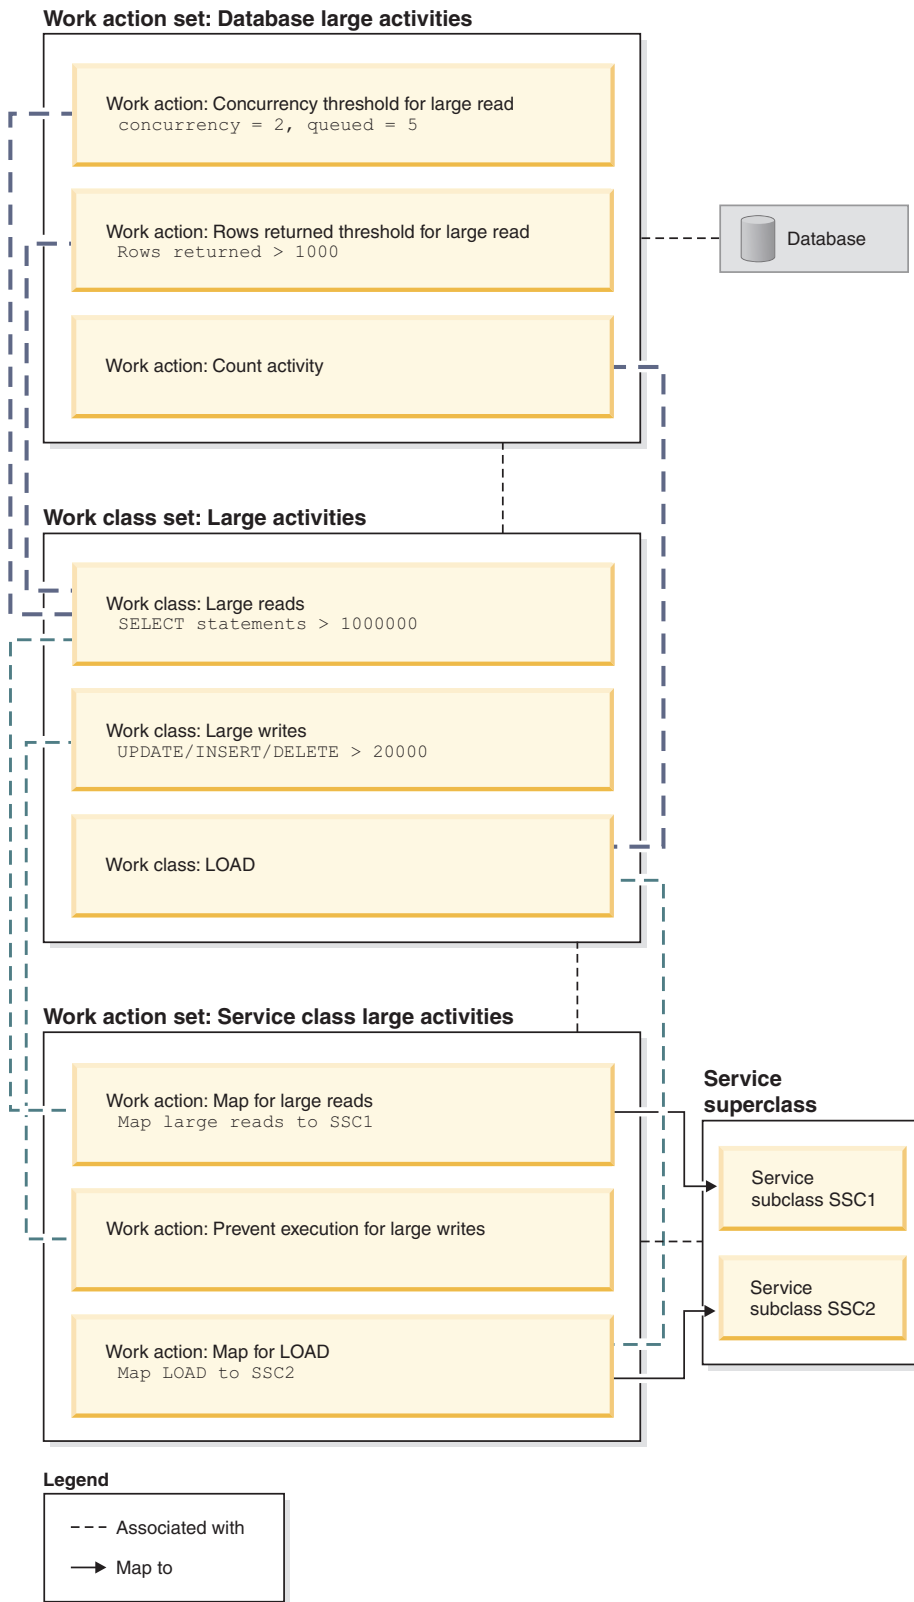 Work action set: Database large activities
Work action: Concurrency threshold for large read
concurrency = 2, queued = 5
Work action: Rows returned threshold for large read
Rows returned > 1000
Database
Work action: Count activity
Work class set: Large activities
Work class: Large reads
SELECT statements > 1000000
Work class: Large writes
UPDATE/INSERT/DELETE > 20000
Work class: LOAD
Work action set: Service class large activities
Work action: Map for large reads
Map large reads to SSC1
Work action: Prevent execution for large writes
Work action: Map for LOAD
Map LOAD to SSC2
Service
superclass
Service
subclass SSC1
Service
subclass SSC2
Legend
Associated with
Map to